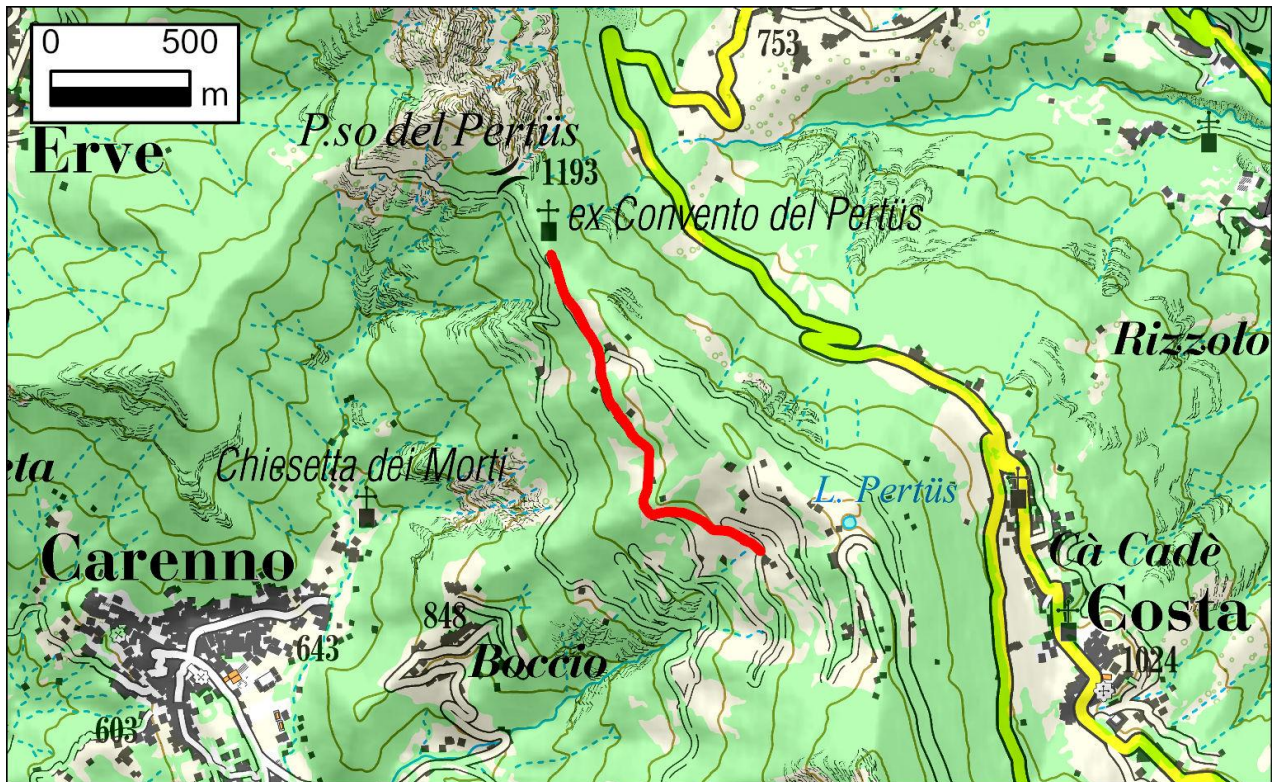 0 500
m
753
Erve
P.so del Pertüs
1193
ex Convento del Pertüs
Rizzolo
Chiesetta dei Morti
eta
L. Pertüs
Carenno
Cà Cadè
Costa
848
643
Boccio
1024
603